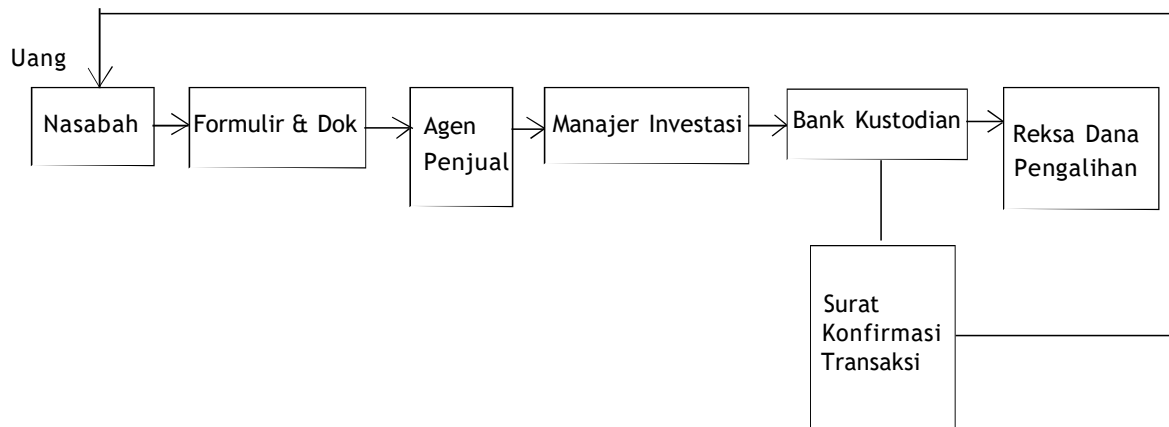 Uang
Nasabah
Formulir & Dok
Agen
Penjual
Manajer Investasi
Bank Kustodian
Reksa Dana
Pengalihan
Surat
Konfirmasi
Transaksi